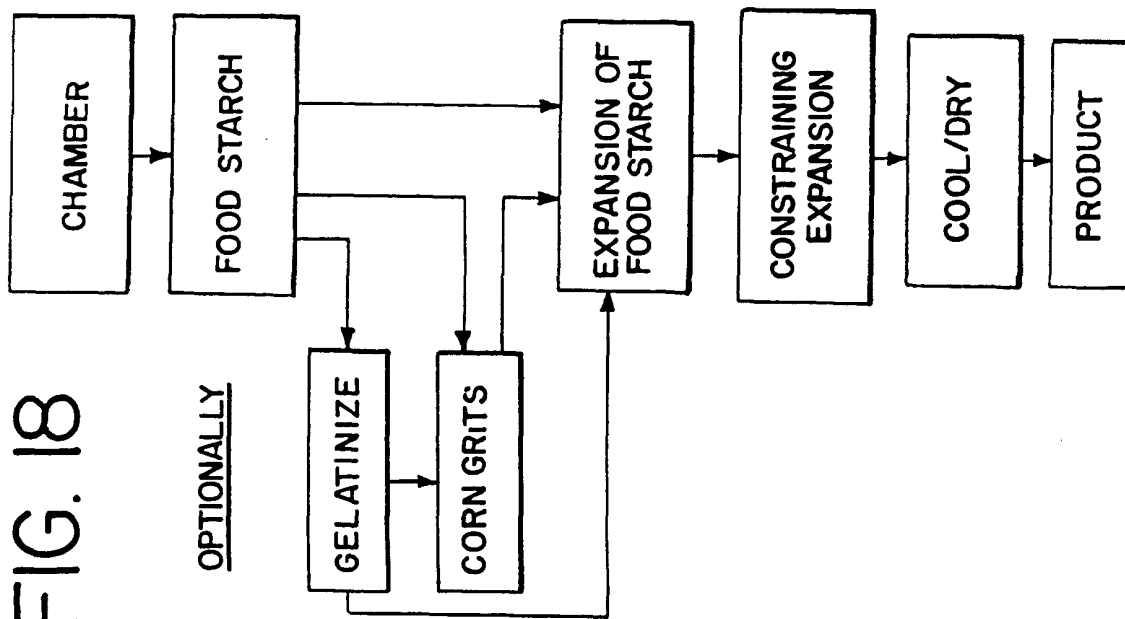 FIG. 18
OPTIONALLY
CHAMBER
FOOD STARCH
GELATINIZE
CORN GRiTS
EXPANSION OF
FOOD STARCH
CONSTRAINING
EXPANSION
COOL/DRY
PRODUCT